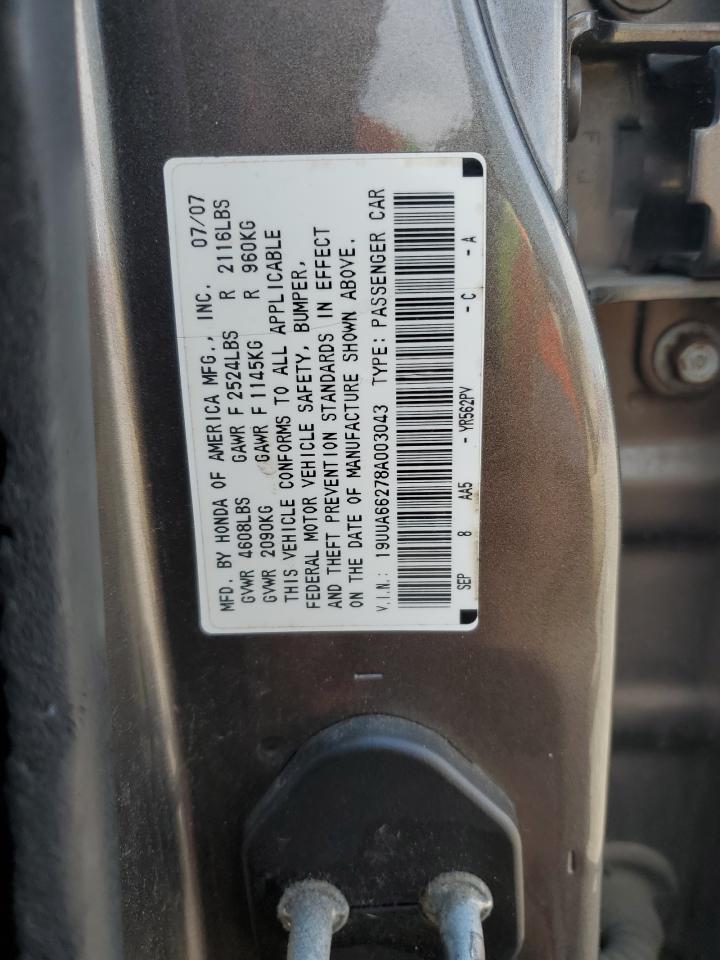 MFD. BY HONDA OF AMERICA MFG., INC. 07/07
GVWR 4608LBS GAWR F 2524LBS R 2116LBS
GVWR 2090KG GAWR F 1145KG R 960KG
THIS VEHICLE CONFORMS TO ALL APPLICABLE
FEDERAL MOTOR VEHICLE SAFETY, BUMPER,
AND THEFT PREVENTION STANDARDS IN EFFECT
ON THE DATE OF MANUFACTURE SHOWN ABOVE.
V.I.N.: 19UUA66278A003043 TYPE: PASSENGER CAR
SEP 8 AA5 - YR562PV - C - A